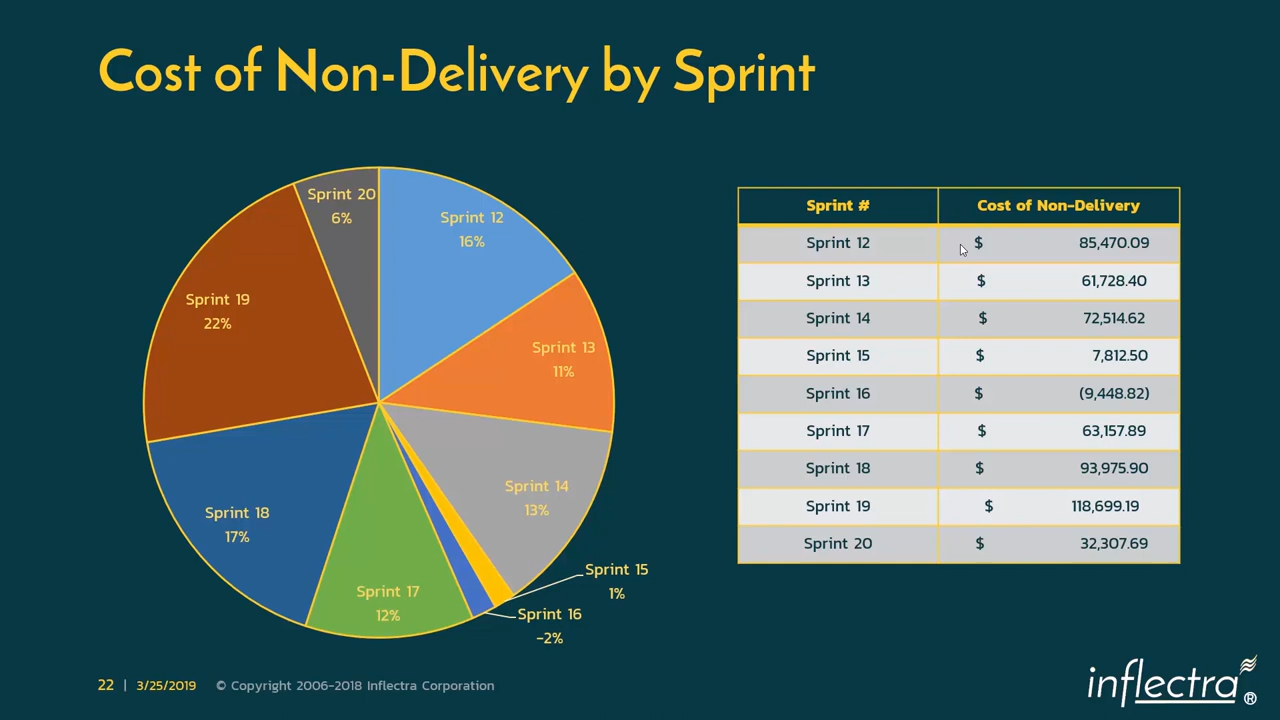 Cost of Non-Delivery by Sprint
Sprint 20
6%
Sprint 12
16%
Sprint 19
22%
Sprint 13
11%
Sprint 14
13%
Sprint 18
17%
Sprint 15
1%
Sprint 17
12%
Sprint 16
-2%
Sprint # Cost of Non-Delivery
Sprint 12 $ 85,470.09
Sprint 13 $ 61,728.40
Sprint 14 $ 72,514.62
Sprint 15 $ 7,812.50
Sprint 16 $ (9,448.82)
Sprint 17 $ 63,157.89
Sprint 18 $ 93,975.90
Sprint 19 $ 118,699.19
Sprint 20 $ 32,307.69
22 | 3/25/2019 © Copyright 2006-2018 Inflectra Corporation
inflectra®